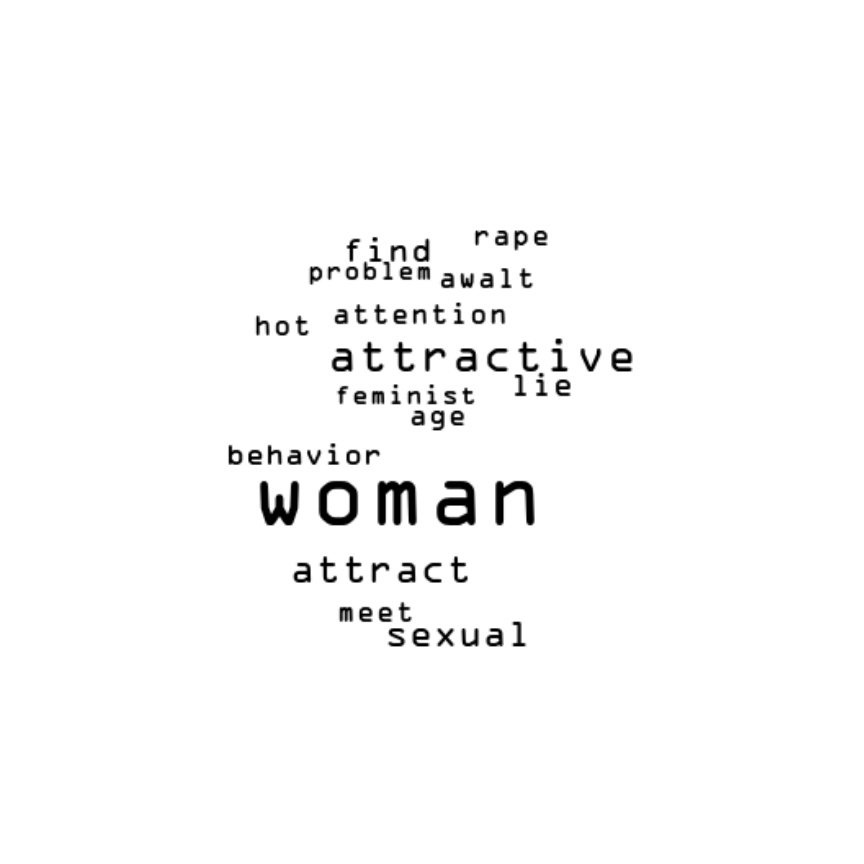 rape
find
problem
awalt
attention
hot
attractive
lie
feminist
age
behavior
woman
attract
meet
sexual